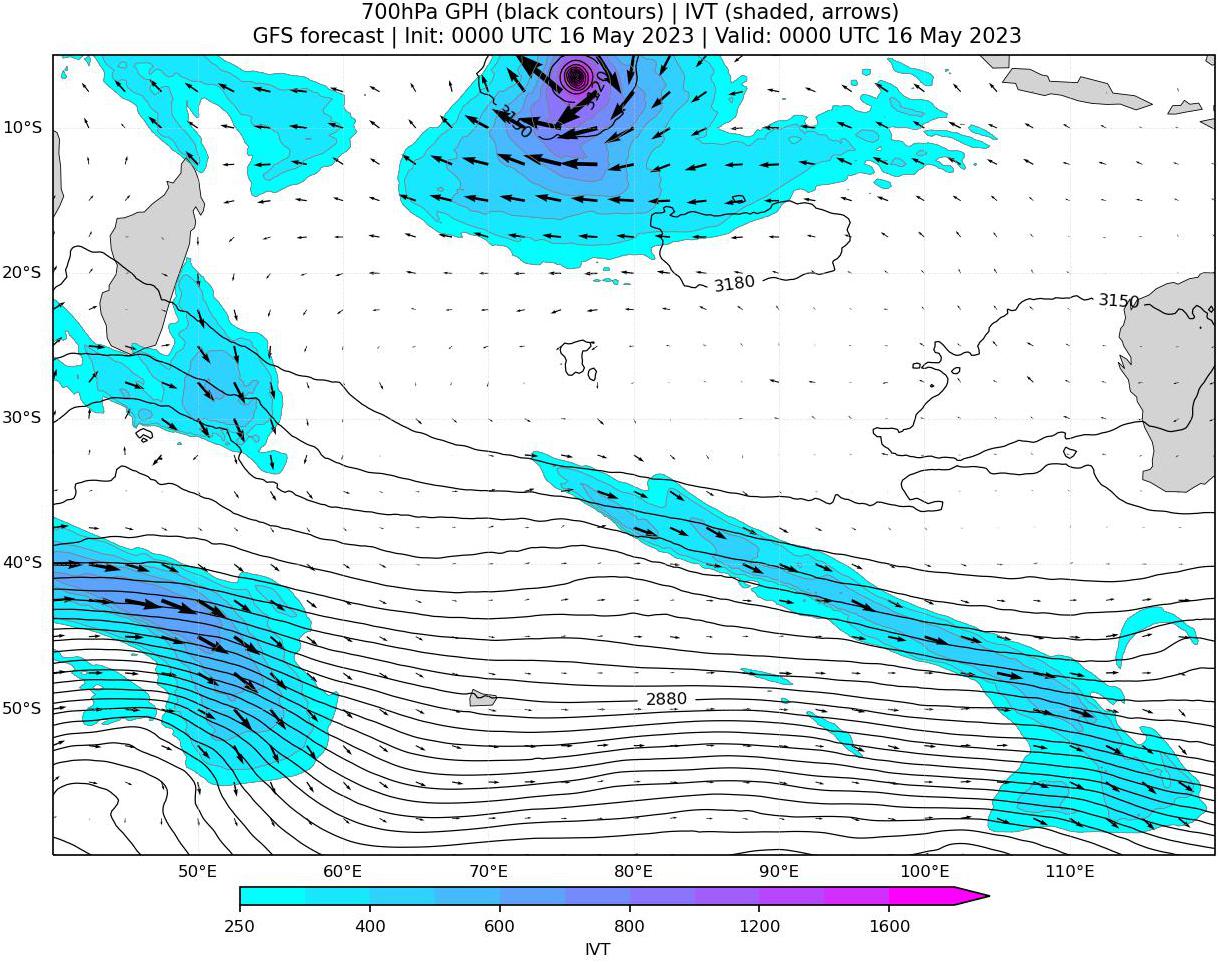 700hPa GPH (black contours) | IVT (shaded, arrows)
GFS forecast | Init: 0000 UTC 16 May 2023 | Valid: 0000 UTC 16 May 2023
3120
3150
10°S
20°S
3180
3150
30°S
40°S
2880
50°S
50°E 60°E 70°E 80°E 90°E 100°E 110°E
250 400 600 800 1200 1600
IVT